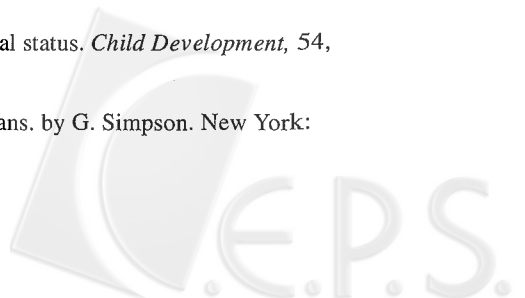 al status. Child Development, 54,
ans. by G. Simpson. New York:
C.E.P.S.